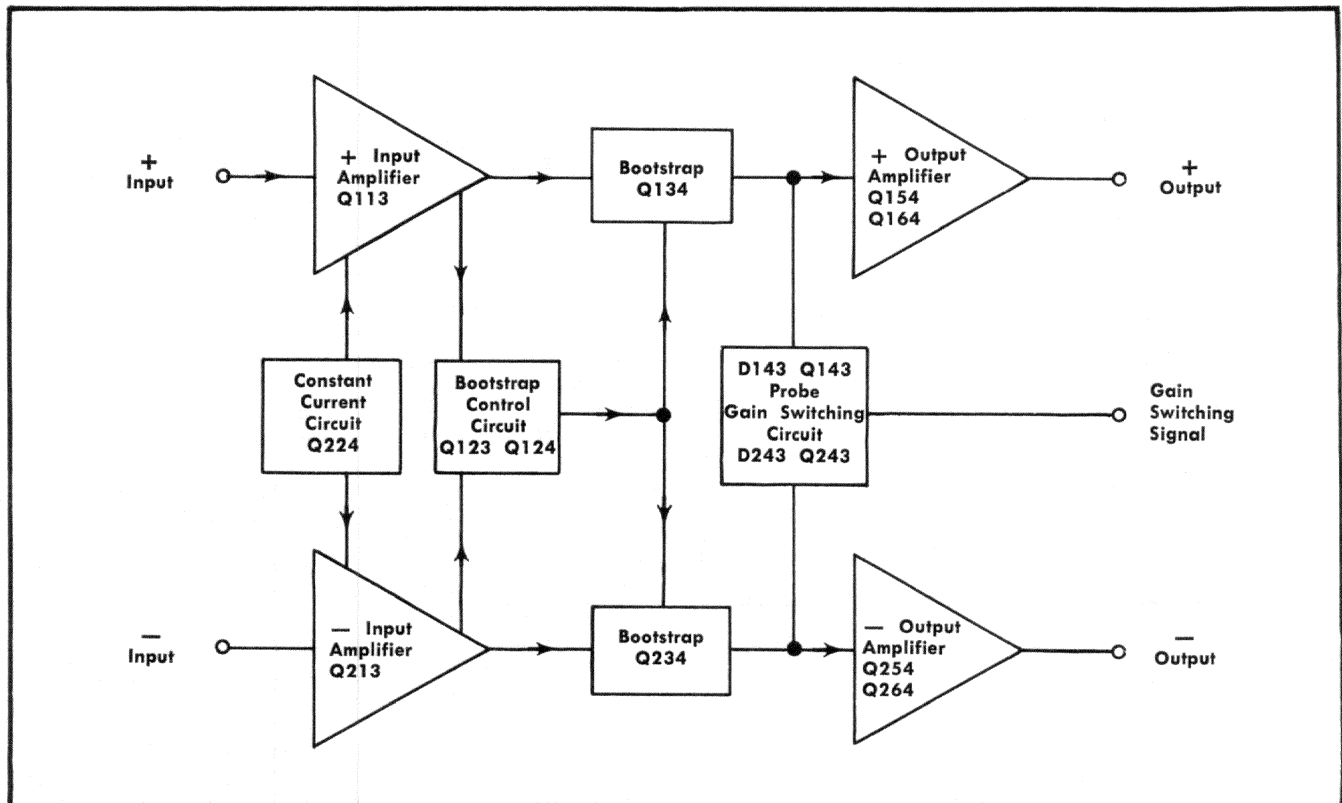 +
Input
+ Input
Amplifier
Q113
Bootstrap
Q134
+ Output
Amplifier
Q154
Q164
+
Output
Constant
Current
Circuit
Q224
Bootstrap
Control
Circuit
Q123 Q124
D143 Q143
Probe
Gain Switching
Circuit
D243 Q243
Gain
Switching
Signal
−
Input
− Input
Amplifier
Q213
Bootstrap
Q234
− Output
Amplifier
Q254
Q264
−
Output